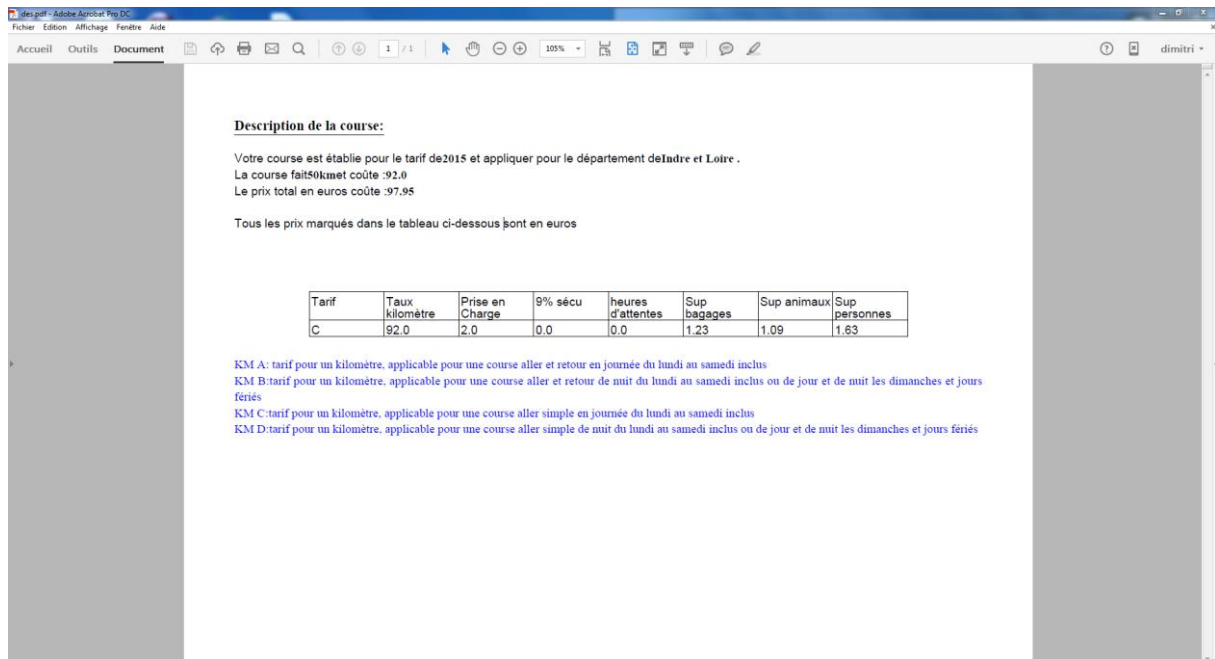 des.pdf - Adobe Acrobat Pro DC
Fichier Edition Affichage Fenêtre Aide
Accueil Outils Document 1 / 1 105% dimitri
Description de la course:
Votre course est établie pour le tarif de2015 et appliquer pour le département deIndre et Loire .
La course fait50kmet coûte :92.0
Le prix total en euros coûte :97.95
Tous les prix marqués dans le tableau ci-dessous sont en euros
Tarif Taux kilomètre Prise en Charge 9% sécu heures d'attentes Sup bagages Sup animaux Sup personnes
C 92.0 2.0 0.0 0.0 1.23 1.09 1.63
KM A: tarif pour un kilomètre, applicable pour une course aller et retour en journée du lundi au samedi inclus
KM B:tarif pour un kilomètre, applicable pour une course aller et retour de nuit du lundi au samedi inclus ou de jour et de nuit les dimanches et jours
fériés
KM C:tarif pour un kilomètre, applicable pour une course aller simple en journée du lundi au samedi inclus
KM D:tarif pour un kilomètre, applicable pour une course aller simple de nuit du lundi au samedi inclus ou de jour et de nuit les dimanches et jours fériés